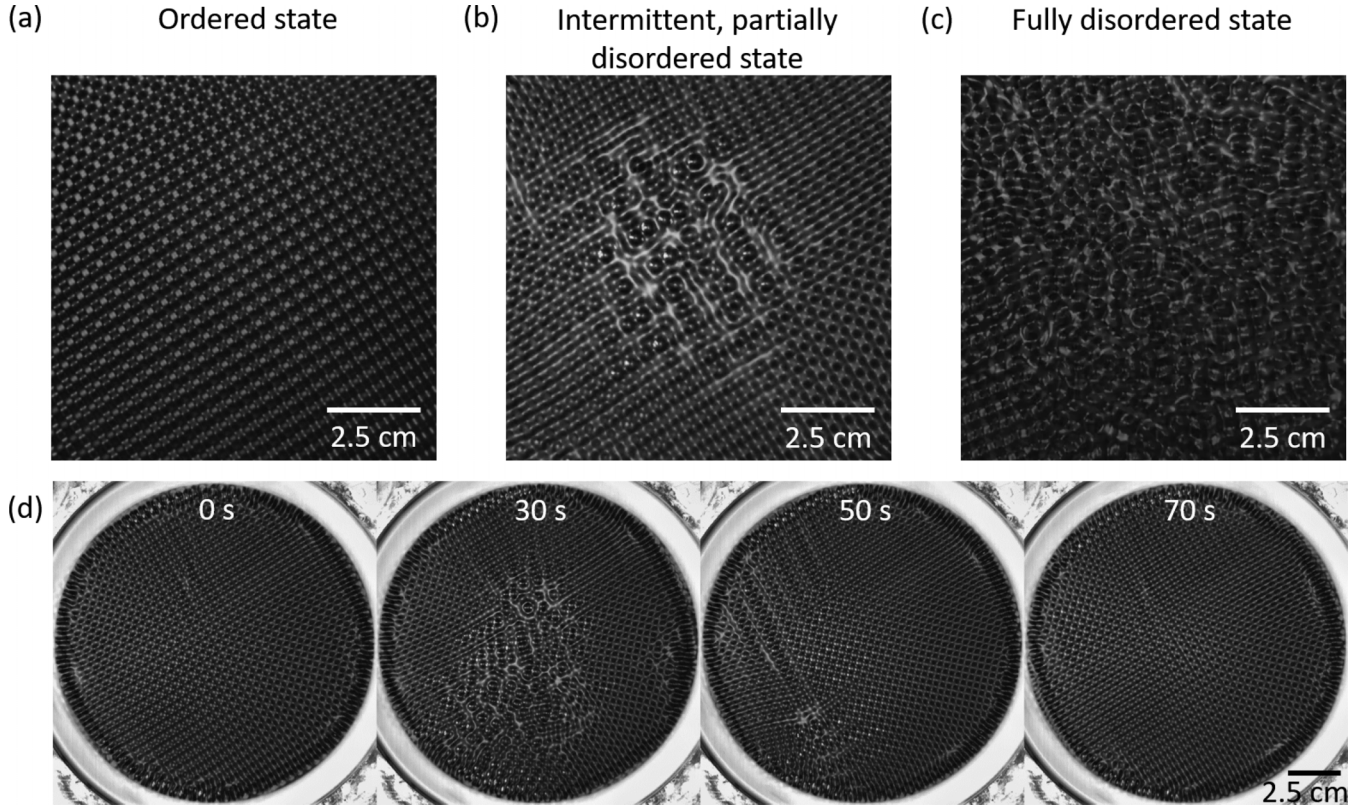 (a)
Ordered state
(b)
Intermittent, partially
disordered state
(c)
Fully disordered state
2.5 cm
2.5 cm
2.5 cm
(d)
0 s
30 s
50 s
70 s
2.5 cm